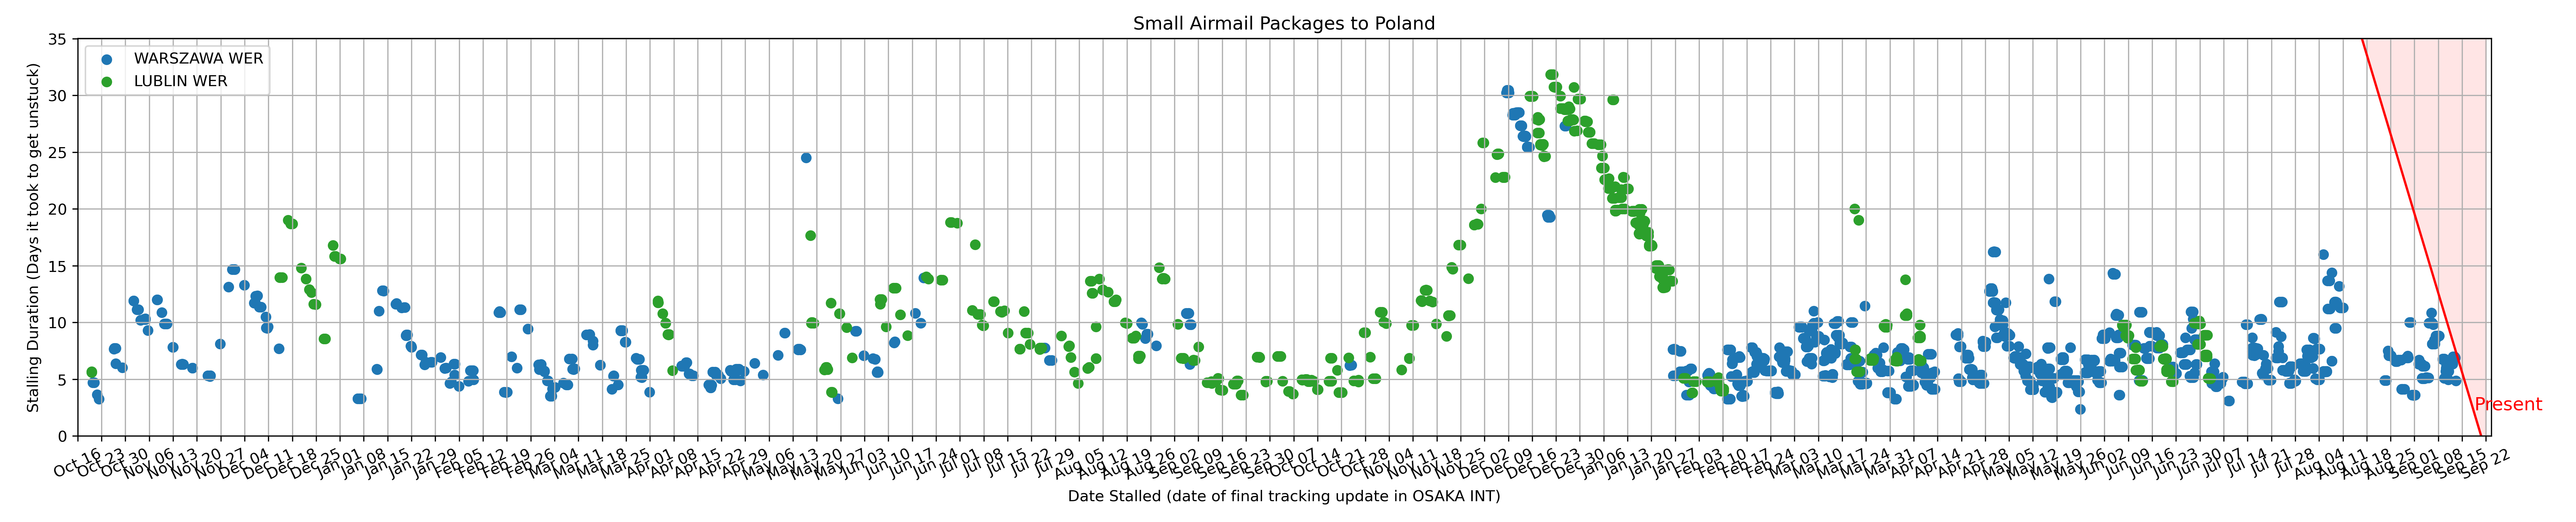 Small Airmail Packages to Poland
WARSZAWA WER
LUBLIN WER
Stalling Duration (Days it took to get unstuck)
35
30
25
20
15
10
5
0
Present
Oct 16
Oct 23
Oct 30
Nov 06
Nov 13
Nov 20
Nov 27
Dec 04
Dec 11
Dec 18
Dec 25
Jan 01
Jan 08
Jan 15
Jan 22
Jan 29
Feb 05
Feb 12
Feb 19
Feb 26
Mar 04
Mar 11
Mar 18
Mar 25
Apr 01
Apr 08
Apr 15
Apr 22
Apr 29
May 06
May 13
May 20
May 27
Jun 03
Jun 10
Jun 17
Jun 24
Jul 01
Jul 08
Jul 15
Jul 22
Jul 29
Aug 05
Aug 12
Aug 19
Aug 26
Sep 02
Sep 09
Sep 16
Sep 23
Sep 30
Oct 07
Oct 14
Oct 21
Oct 28
Nov 04
Nov 11
Nov 18
Nov 25
Dec 02
Dec 09
Dec 16
Dec 23
Dec 30
Jan 06
Jan 13
Jan 20
Jan 27
Feb 03
Feb 10
Feb 17
Feb 24
Mar 03
Mar 10
Mar 17
Mar 24
Mar 31
Apr 07
Apr 14
Apr 21
Apr 28
May 05
May 12
May 19
May 26
Jun 02
Jun 09
Jun 16
Jun 23
Jun 30
Jul 07
Jul 14
Jul 21
Jul 28
Aug 04
Aug 11
Aug 18
Aug 25
Sep 01
Sep 08
Sep 15
Sep 22
Date Stalled (date of final tracking update in OSAKA INT)